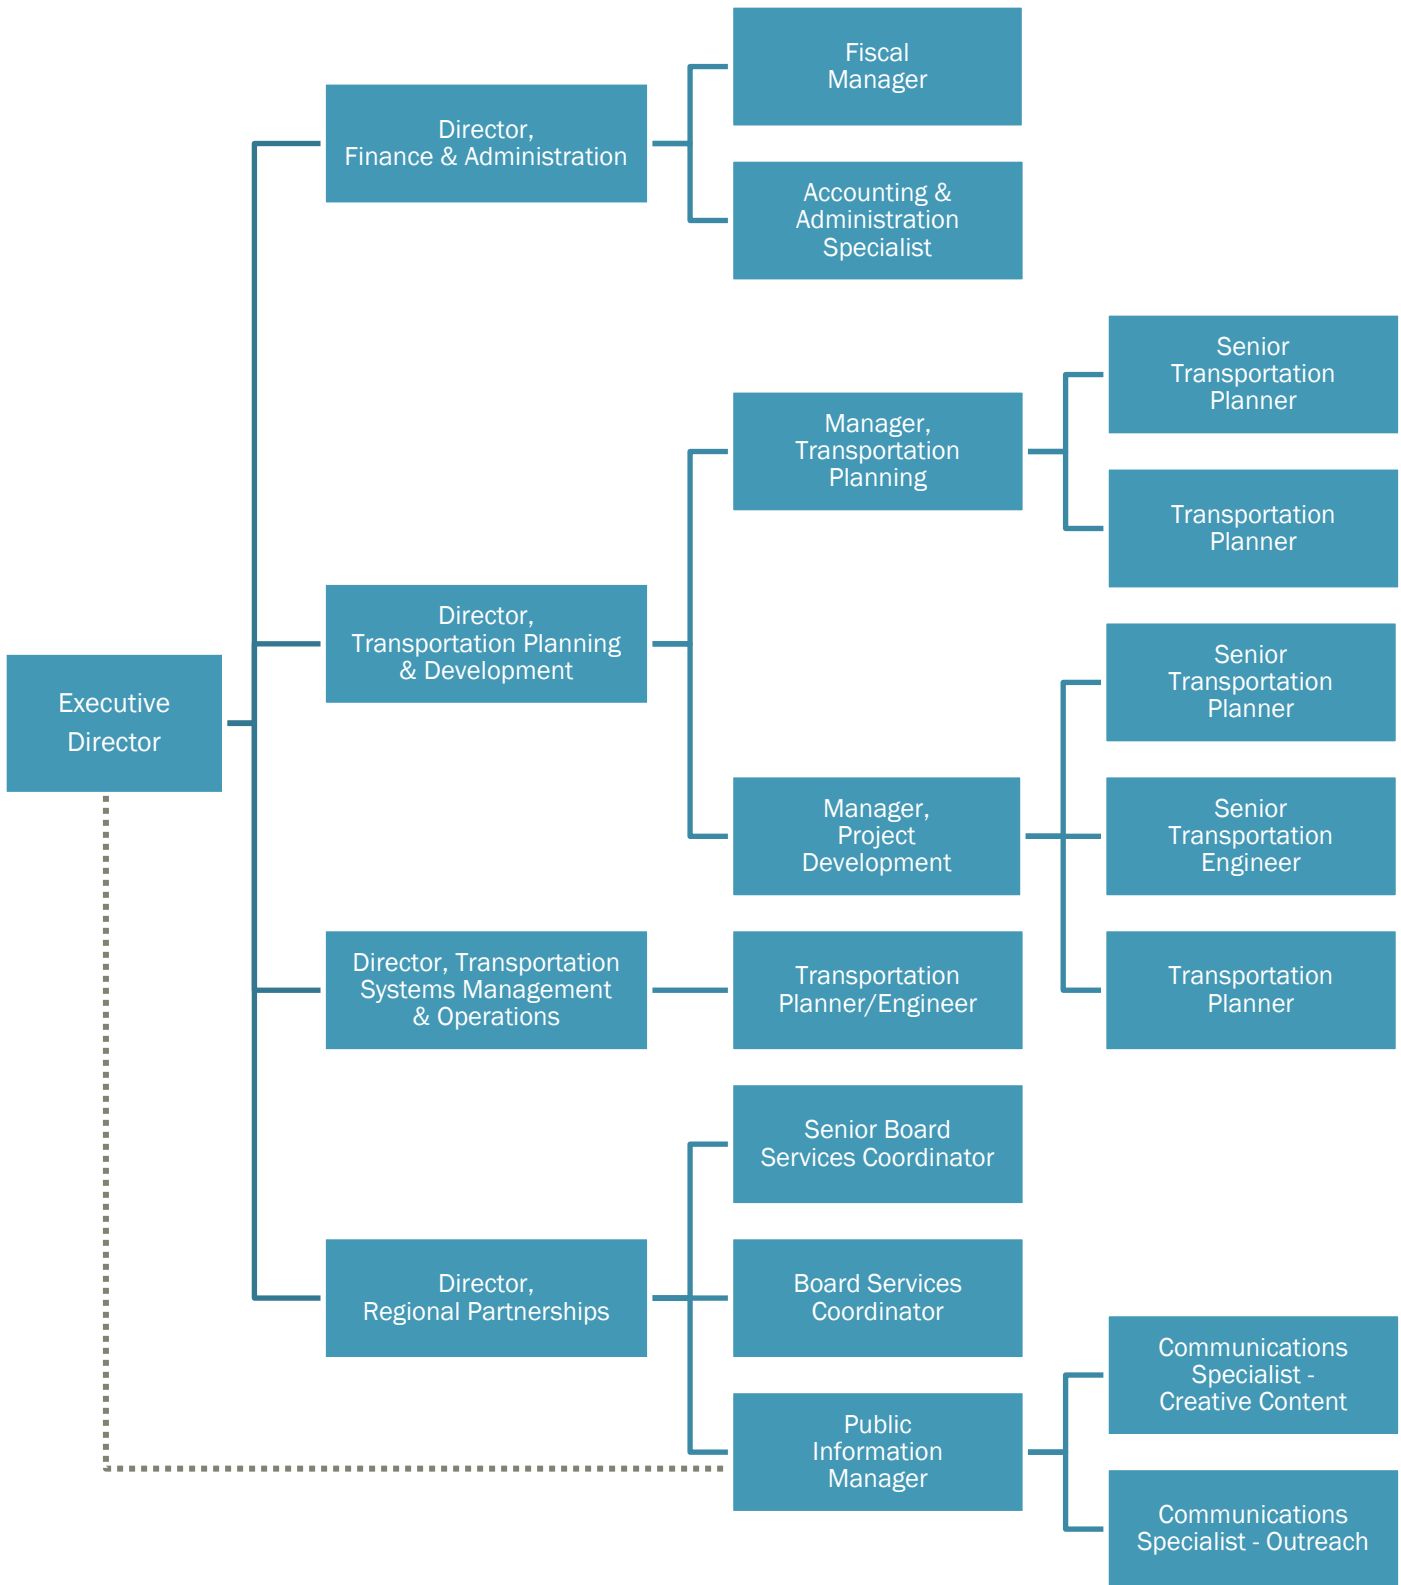 Fiscal
Manager
Director,
Finance & Administration
Accounting &
Administration
Specialist
Senior
Transportation
Planner
Manager,
Transportation
Planning
Transportation
Planner
Director,
Transportation Planning
& Development
Senior
Transportation
Planner
Executive
Director
Manager,
Project
Development
Senior
Transportation
Engineer
Director, Transportation
Systems Management
& Operations
Transportation
Planner/Engineer
Transportation
Planner
Senior Board
Services Coordinator
Director,
Regional Partnerships
Board Services
Coordinator
Communications
Specialist -
Creative Content
Public
Information
Manager
Communications
Specialist - Outreach